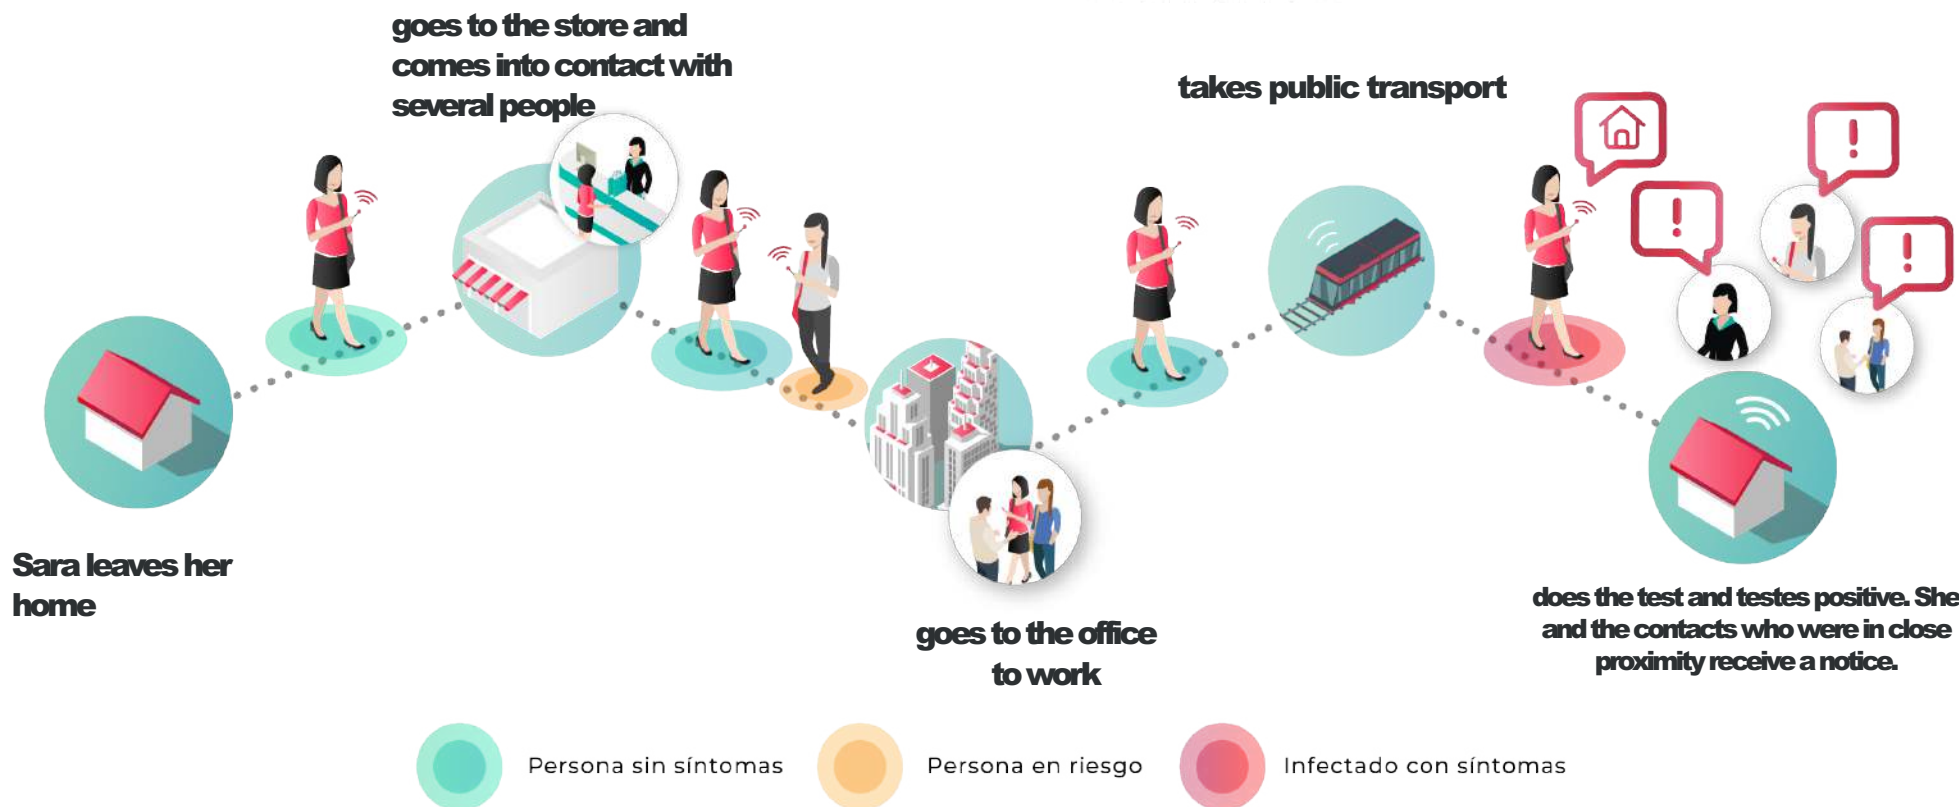 goes to the store and
comes into contact with
several people
takes public transport
Sara leaves her
home
goes to the office
to work
does the test and testes positive. She
and the contacts who were in close
proximity receive a notice.
Persona sin síntomas
Persona en riesgo
Infectado con síntomas